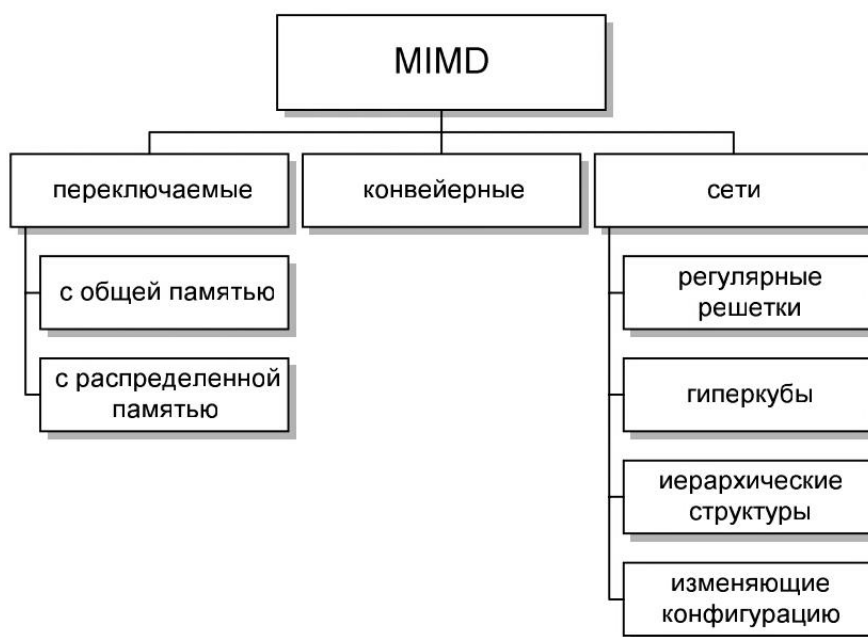 MIMD
переключаемые
конвейерные
сети
с общей памятью
с распределенной
памятью
регулярные
решетки
гиперкубы
иерархические
структуры
изменяющие
конфигурацию